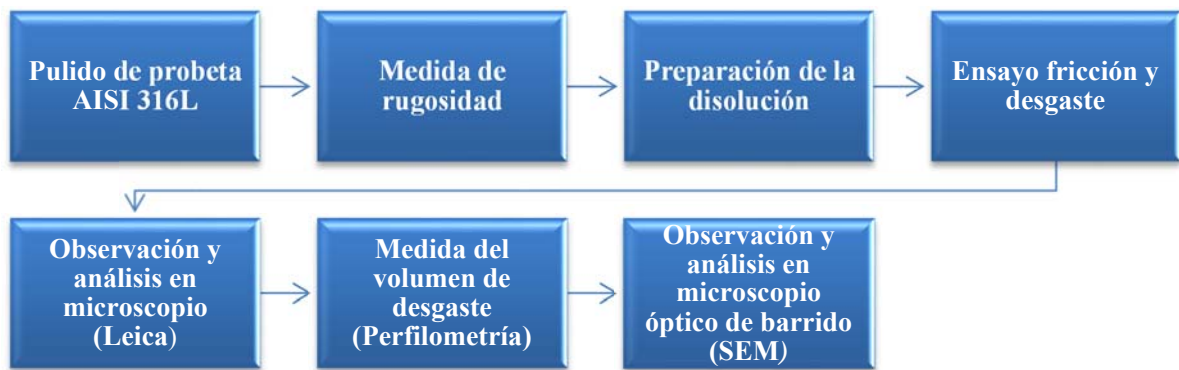 Pulido de probeta
AISI 316L
Medida de
rugosidad
Preparación de la
disolución
Ensayo fricción y
desgaste
Observación y
análisis en
microscopio
(Leica)
Medida del
volumen de
desgaste
(Perfilometría)
Observación y
análisis en
microscopio
óptico de barrido
(SEM)